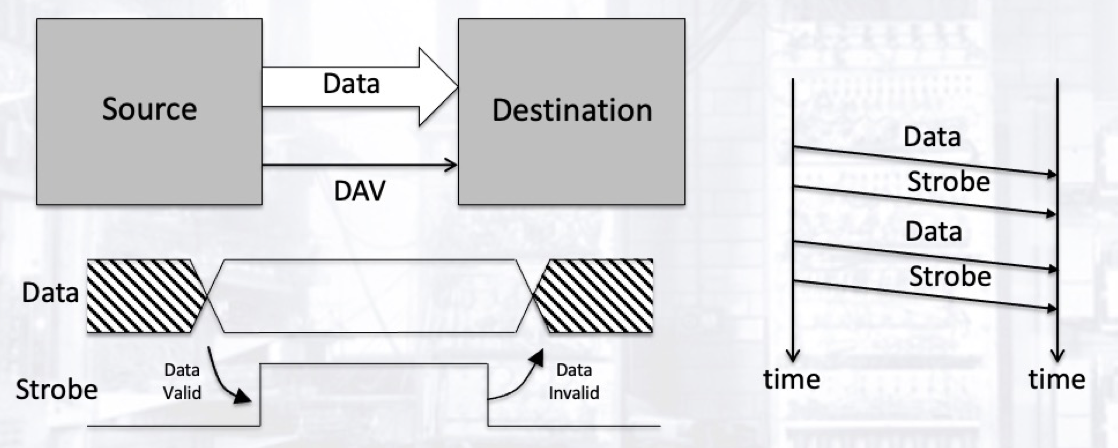 Source
Data
Destination
DAV
Data
Data
Valid
Data
Invalid
Strobe
Data
Strobe
Data
Strobe
time
time